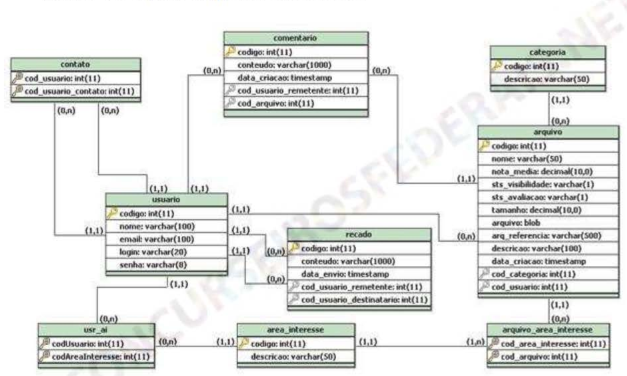 comentario
codigo: int(11)
conteudo: varchar(1000)
data_criacao: timestamp
cod_usuario_remetente: int(11)
cod_arquivo: int(11)
contato
cod_usuario: int(11)
cod_usuario_contato: int(11)
categoria
codigo: int(11)
descricao: varchar(50)
(0,n)
(0,n)
(0,n)
(0,n)
(1,1)
(0,n)
arquivo
codigo: int(11)
nome: varchar(50)
nota_media: decimal(10,0)
sts_visibilidade: varchar(1)
sts_avaliacao: varchar(1)
tamanho: decimal(10,0)
arquivo: blob
arq_referencia: varchar(500)
descricao: varchar(100)
data_criacao: timestamp
cod_categoria: int(11)
cod_usuario: int(11)
(1,1)
(1,1)
(1,1)
usuario
codigo: int(11)
nome: varchar(100)
email: varchar(100)
login: varchar(20)
senha: varchar(8)
(1,1)
(1,1)
(1,1)
(1,1)
(0,n)
(0,n)
(0,n)
recado
codigo: int(11)
conteudo: varchar(1000)
data_envio: timestamp
cod_usuario_remetente: int(11)
cod_usuario_destinatario: int(11)
(1,1)
(1,1)
(0,n)
(0,n)
usr_ai
codUsuario: int(11)
codAreaInteresse: int(11)
(0,n)
(1,1)
area_interesse
codigo: int(11)
descricao: varchar(50)
(1,1)
(1,n)
arquivo_area_interesse
cod_area_interesse: int(11)
cod_arquivo: int(11)